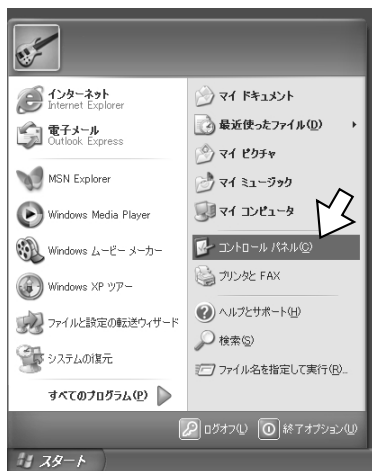 インターネット
Internet Explorer
電子メール
Outlook Express
MSN Explorer
Windows Media Player
Windows ムービー メーカー
Windows XP ツアー
ファイルと設定の転送ウィザード
システムの復元
すべてのプログラム(P)
マイ ドキュメント
最近使ったファイル(D)
マイ ピクチャ
マイ ミュージック
マイ コンピュータ
コントロール パネル(C)
プリンタと FAX
ヘルプとサポート(H)
検索(S)
ファイル名を指定して実行(R)...
ログオフ(L) 終了オプション(U)
スタート